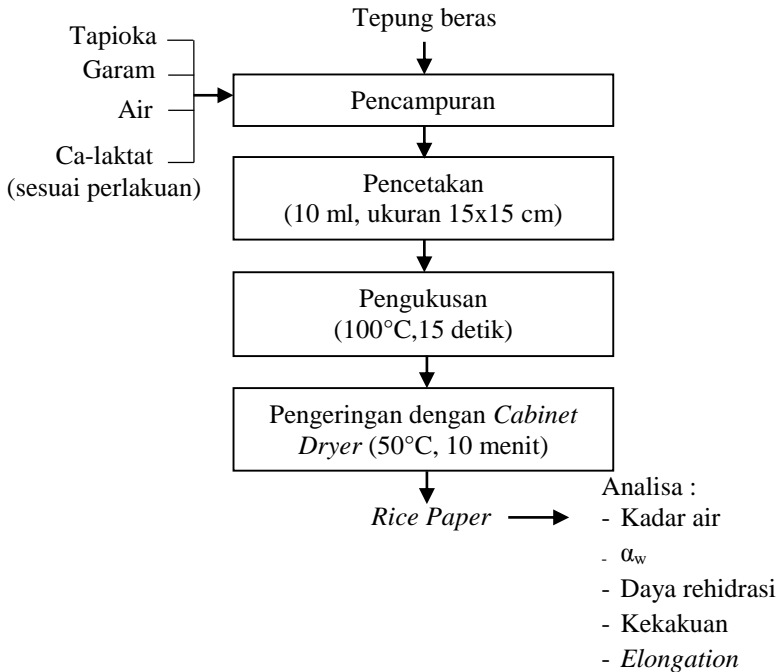 Tepung beras
Tapioka
Garam
Air
Ca-laktat
(sesuai perlakuan)
Pencampuran
Pencetakan
(10 ml, ukuran 15x15 cm)
Pengukusan
(100°C,15 detik)
Pengeringan dengan Cabinet
Dryer (50°C, 10 menit)
Rice Paper
Analisa :
- Kadar air
- αw
- Daya rehidrasi
- Kekakuan
- Elongation